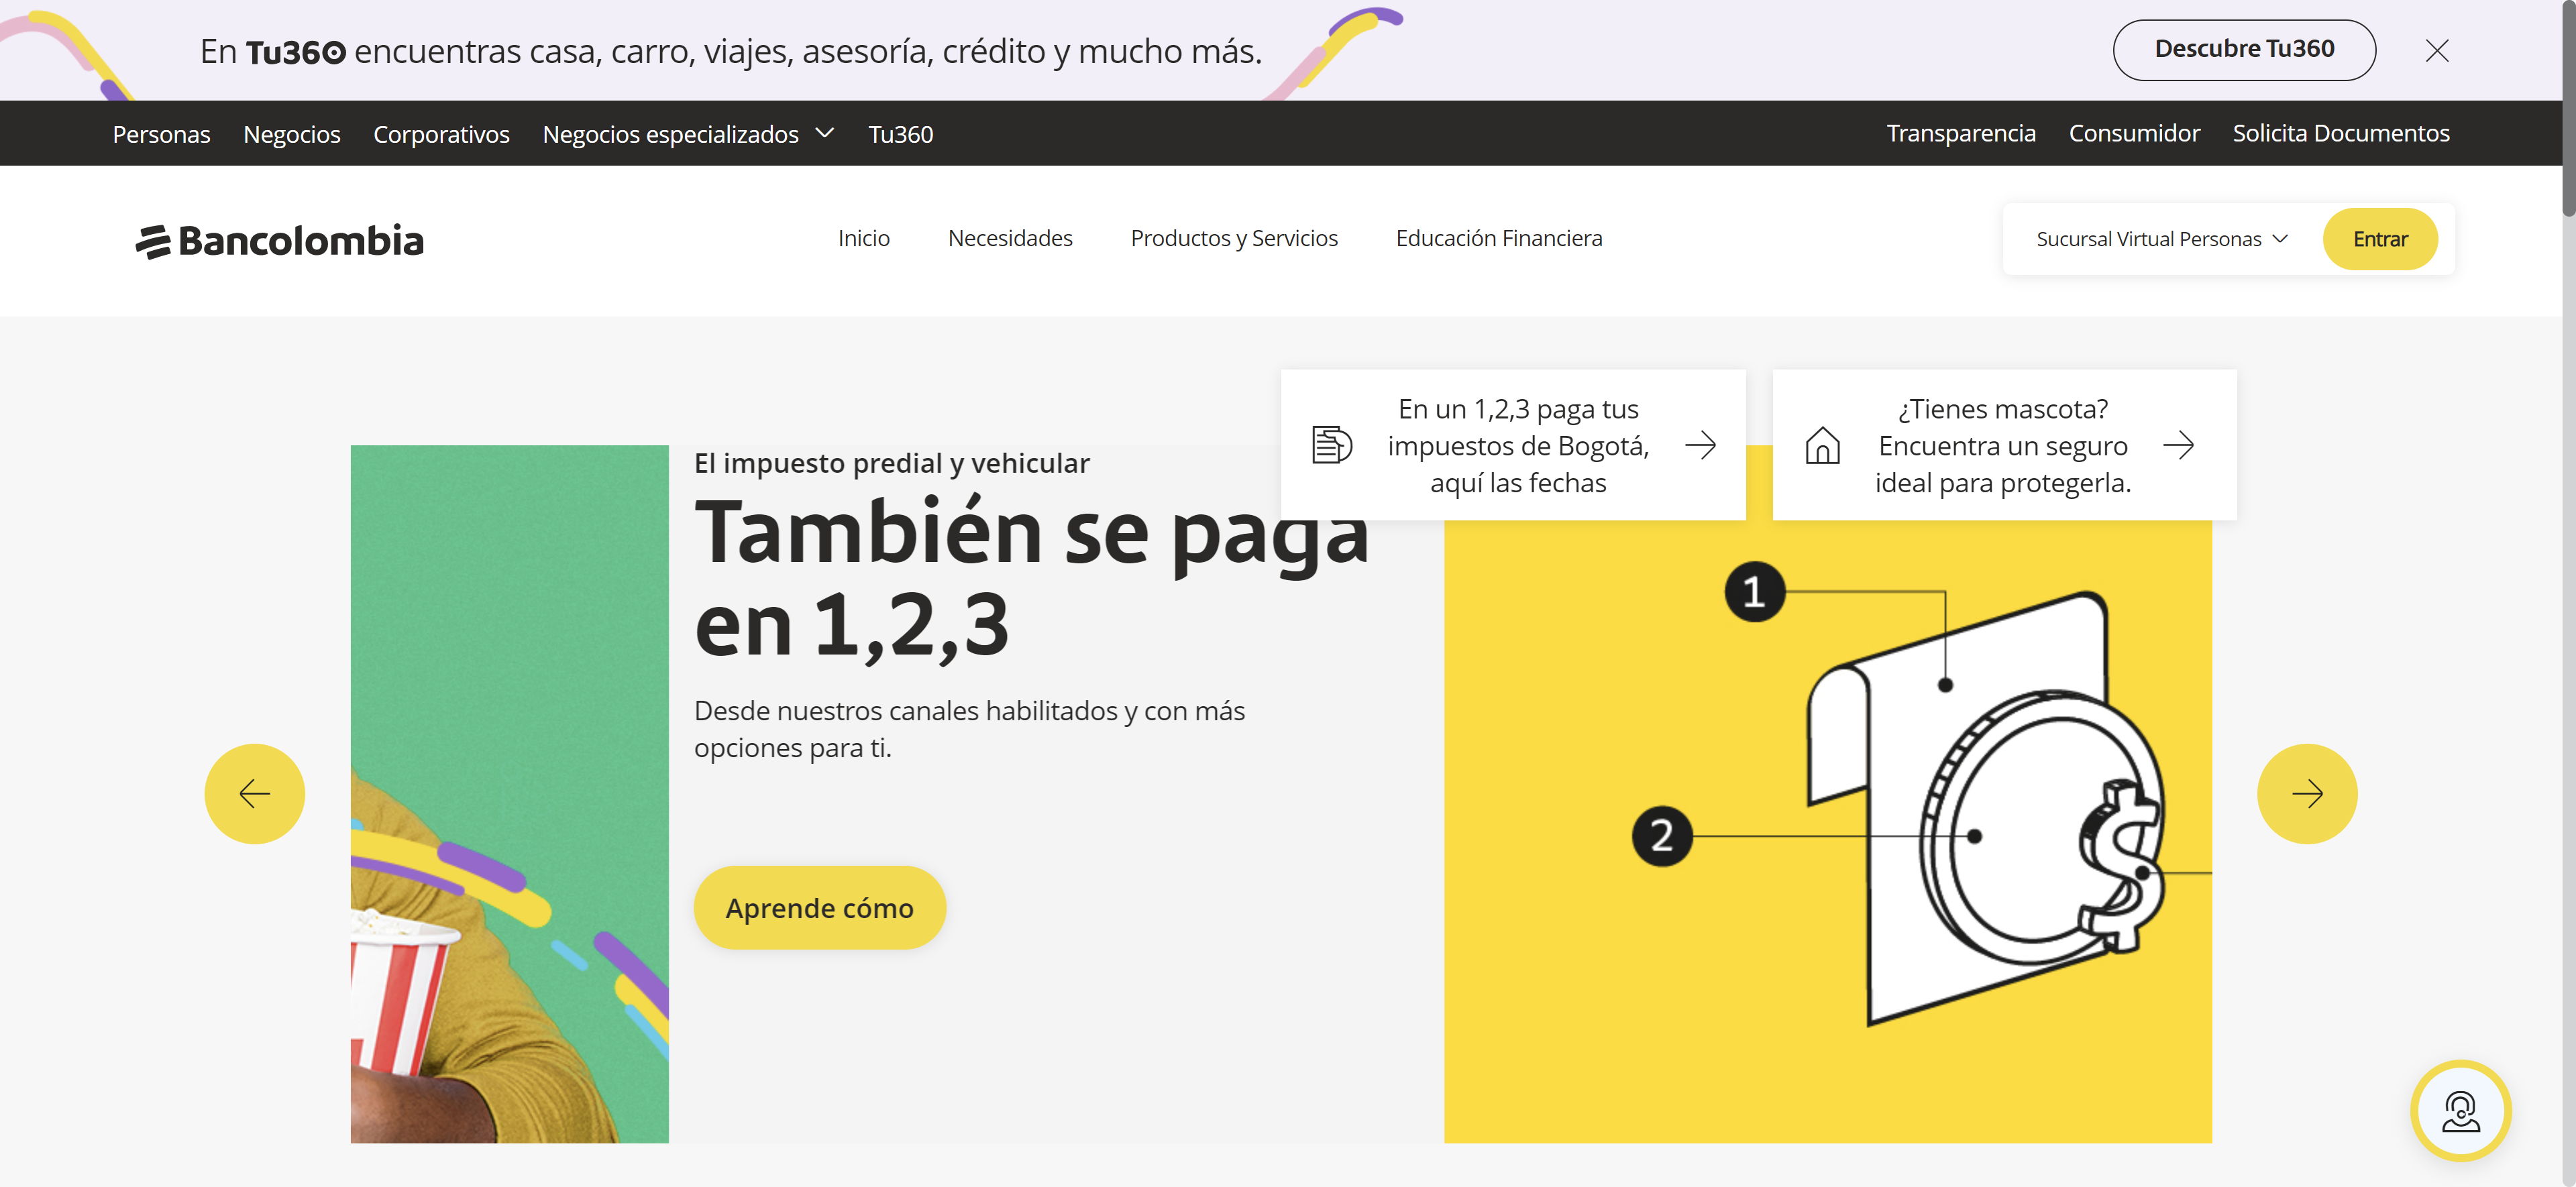 En Tu360 encuentras casa, carro, viajes, asesoría, crédito y mucho más.
Descubre Tu360
Personas Negocios Corporativos Negocios especializados Tu360
Transparencia Consumidor Solicita Documentos
Bancolombia
Inicio Necesidades Productos y Servicios Educación Financiera
Sucursal Virtual Personas
Entrar
En un 1,2,3 paga tus
impuestos de Bogotá,
aquí las fechas
¿Tienes mascota?
Encuentra un seguro
ideal para protegerla.
El impuesto predial y vehicular
También se paga
en 1,2,3
Desde nuestros canales habilitados y con más
opciones para ti.
Aprende cómo
1
2
$